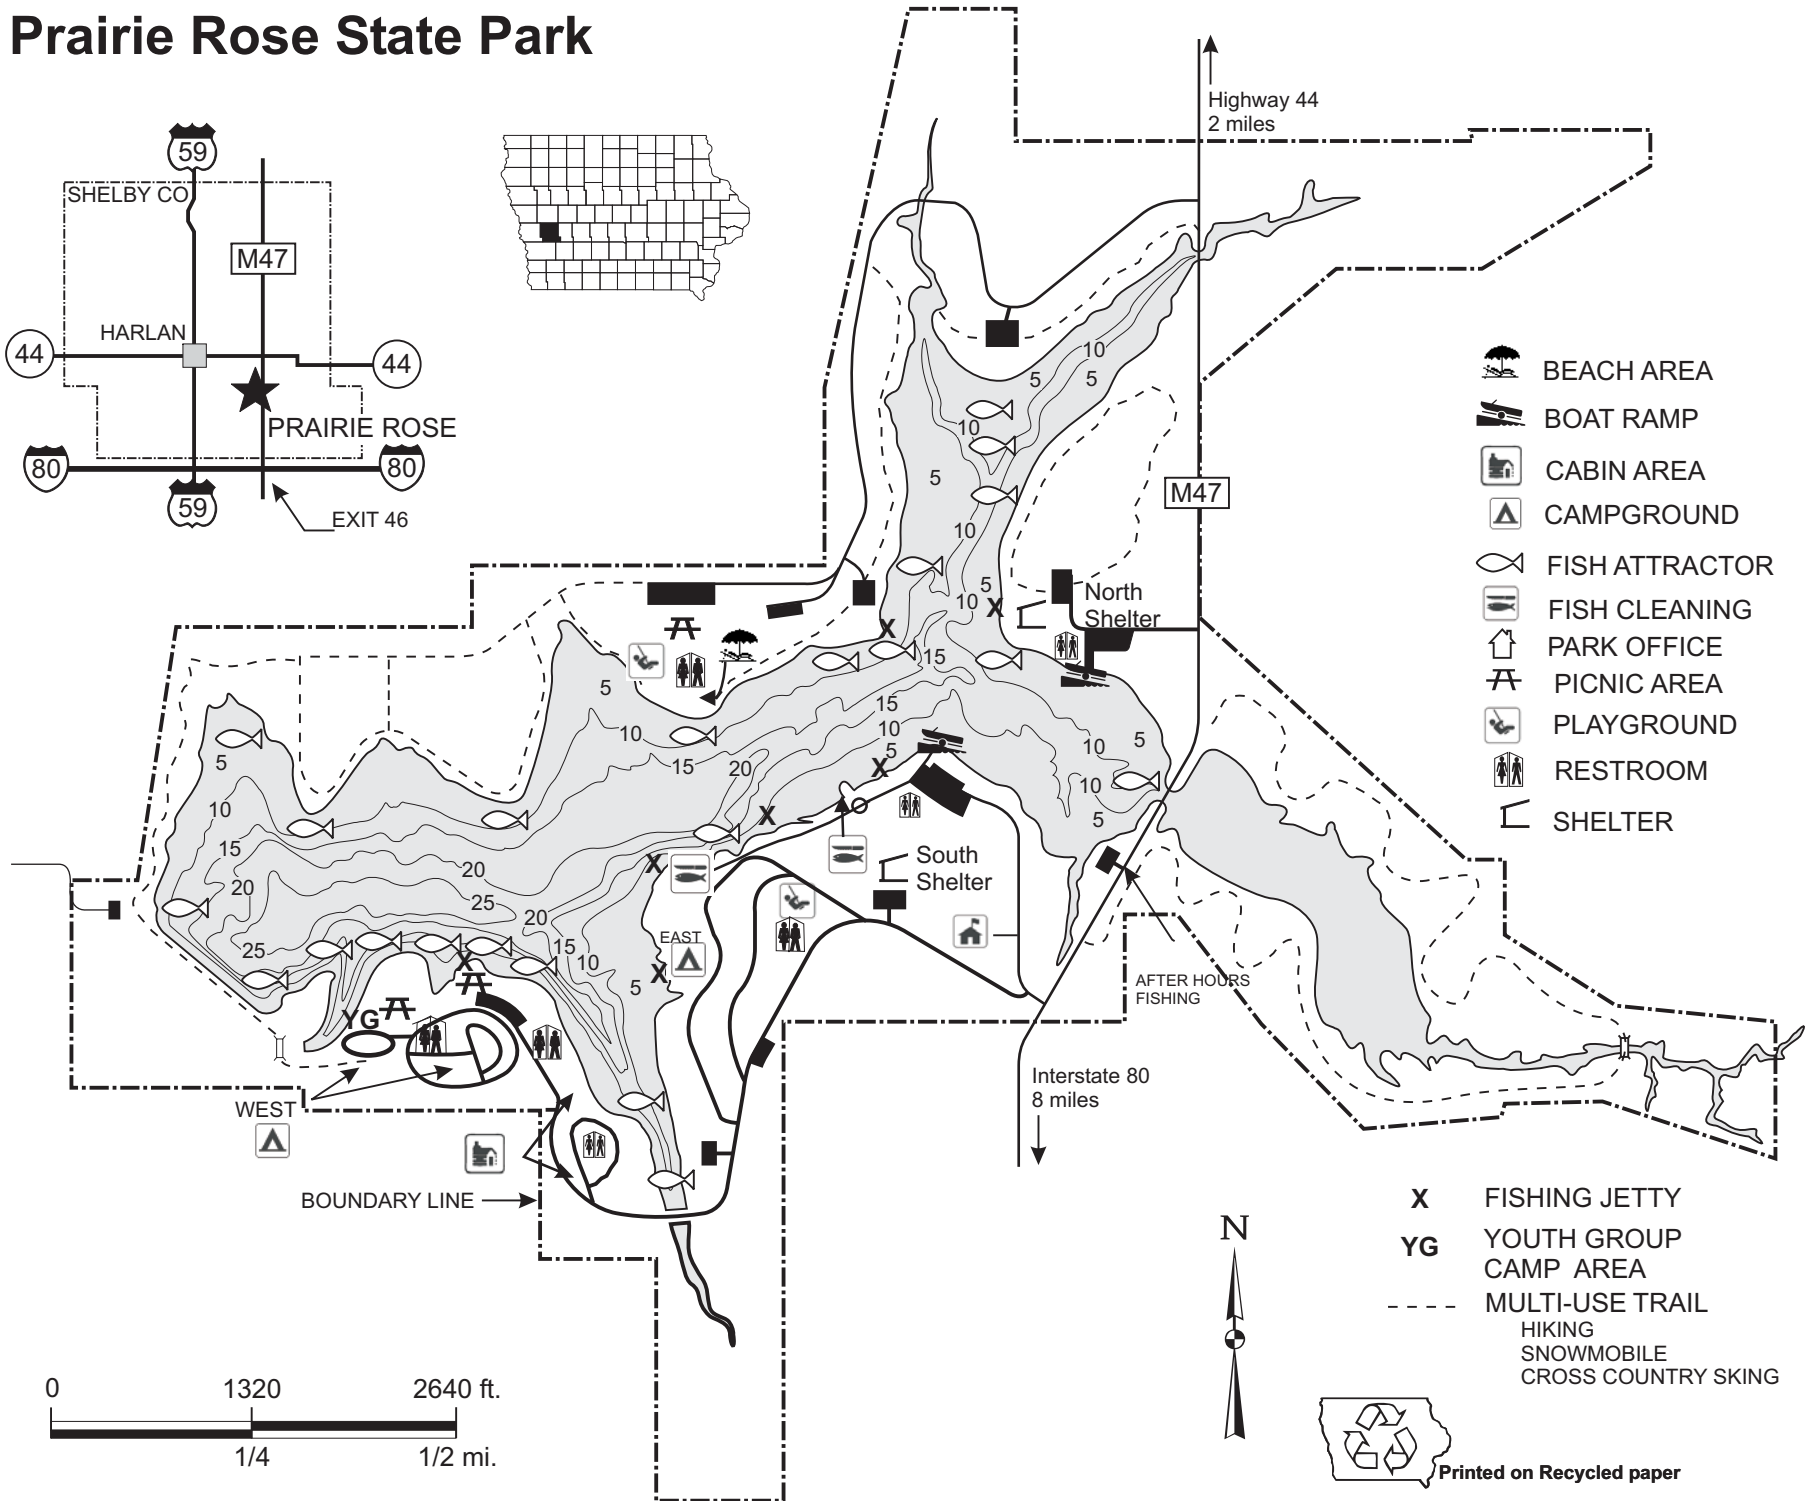 Prairie Rose State Park
Highway 44
2 miles
59
SHELBY CO
M47
HARLAN
44
44
PRAIRIE ROSE
80
80
59
EXIT 46
BEACH AREA
BOAT RAMP
CABIN AREA
CAMPGROUND
FISH ATTRACTOR
FISH CLEANING
PARK OFFICE
PICNIC AREA
PLAYGROUND
RESTROOM
SHELTER
10
5
5
10
5
M47
10
5
10
X
North
Shelter
X
15
5
15
10
10
5
10
5
15
20
5
X
10
5
5
X
10
15
20
20
25
25
X
20
15
10
5
South
Shelter
EAST
X
X
YG
AFTER HOURS
FISHING
WEST
Interstate 80
8 miles
BOUNDARY LINE
N
X FISHING JETTY
YG YOUTH GROUP
CAMP AREA
MULTI-USE TRAIL
HIKING
SNOWMOBILE
CROSS COUNTRY SKING
0 1320 2640 ft.
1/4 1/2 mi.
Printed on Recycled paper